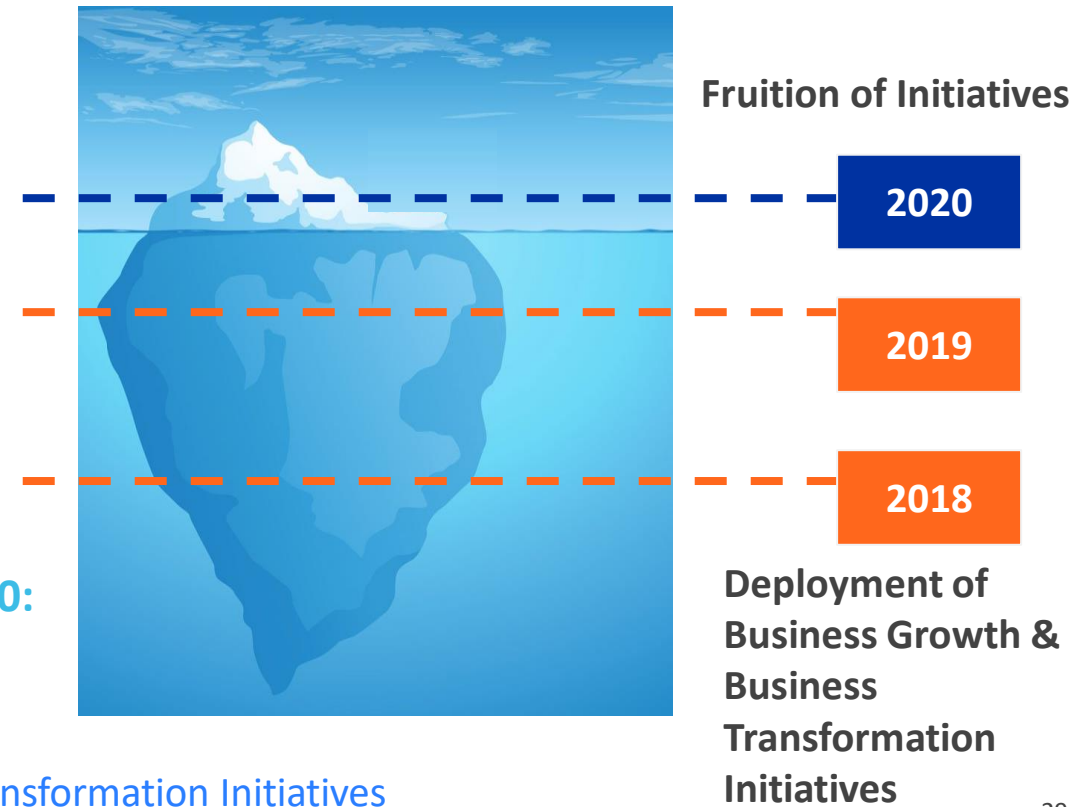 Fruition of Initiatives
2020
2019
2018
0:
Deployment of
Business Growth &
Business
Transformation
Initiatives
nsformation Initiatives